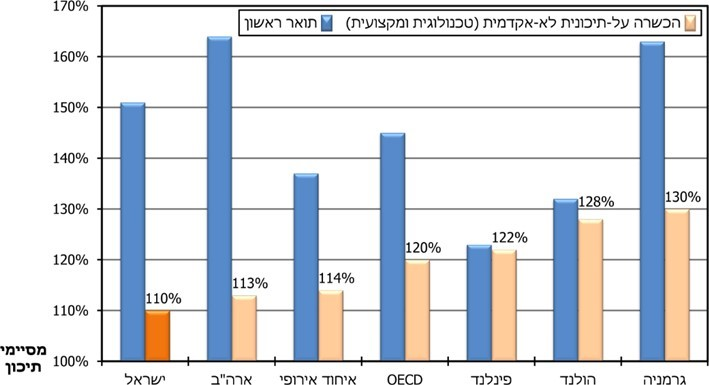 170%
160%
150%
140%
130%
120%
110%
100%
תואר ראשון
הכשרה על-תיכונית לא-אקדמית (טכנולוגית ומקצועית)
110%
113%
114%
120%
122%
128%
130%
מסיימי
תיכון
ישראל
ארה"ב
איחוד אירופי
OECD
פינלנד
הולנד
גרמניה